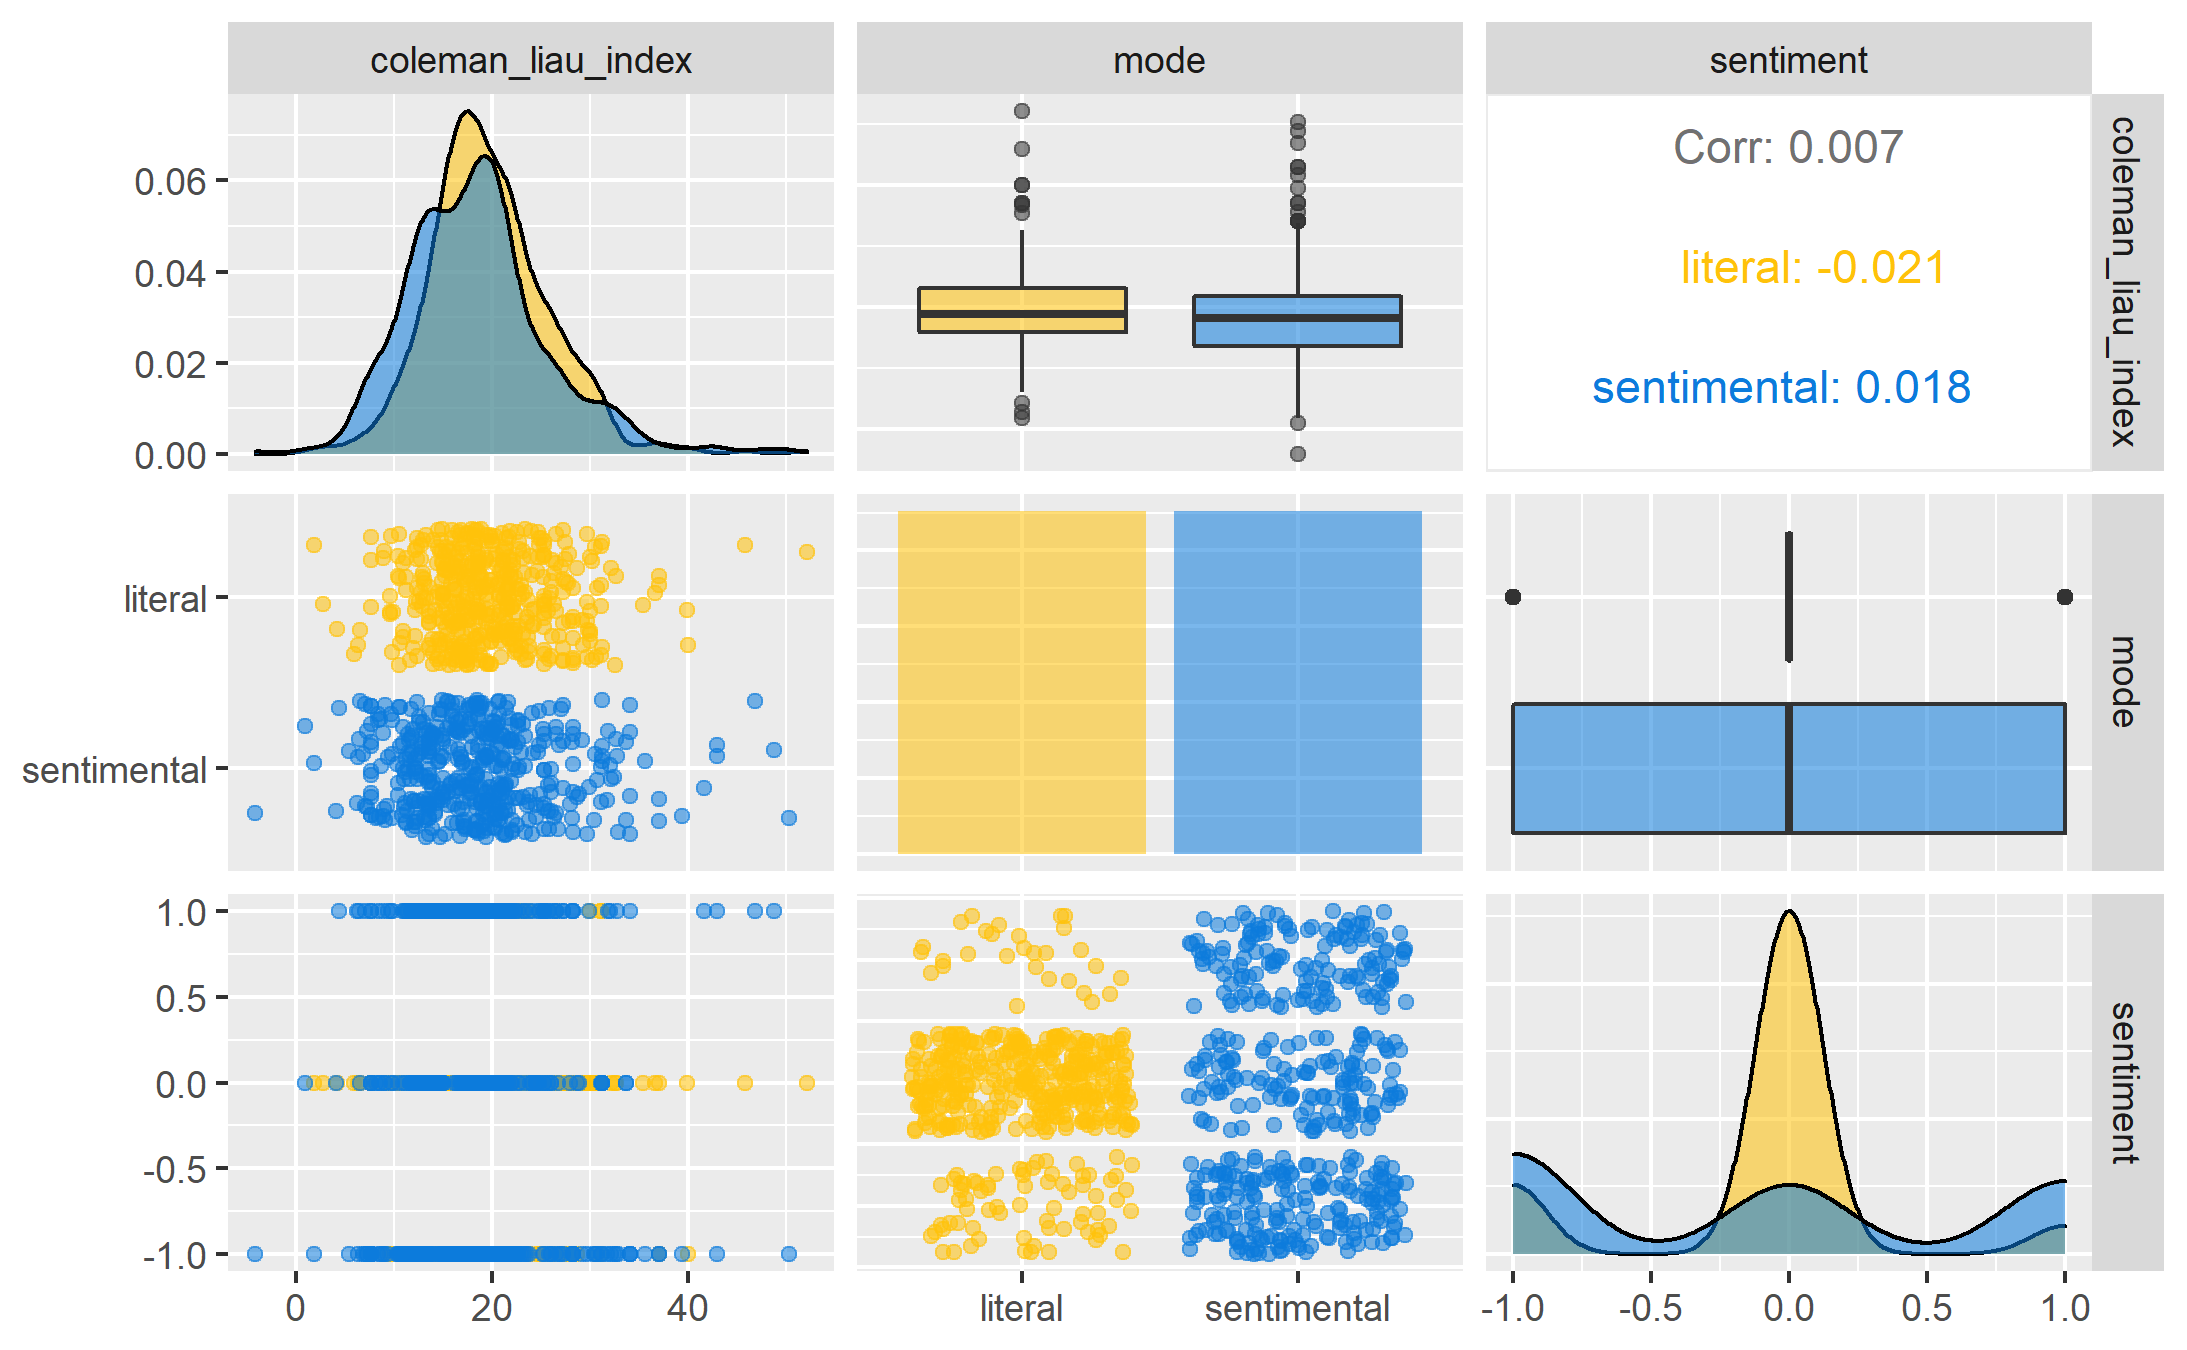 coleman_liau_index
mode
sentiment
0.06
0.04
0.02
0.00
Corr: 0.007
literal: -0.021
sentimental: 0.018
coleman_liau_index
literal
sentimental
mode
1.0
0.5
0.0
-0.5
-1.0
sentiment
0
20
40
literal
sentimental
-1.0
-0.5
0.0
0.5
1.0